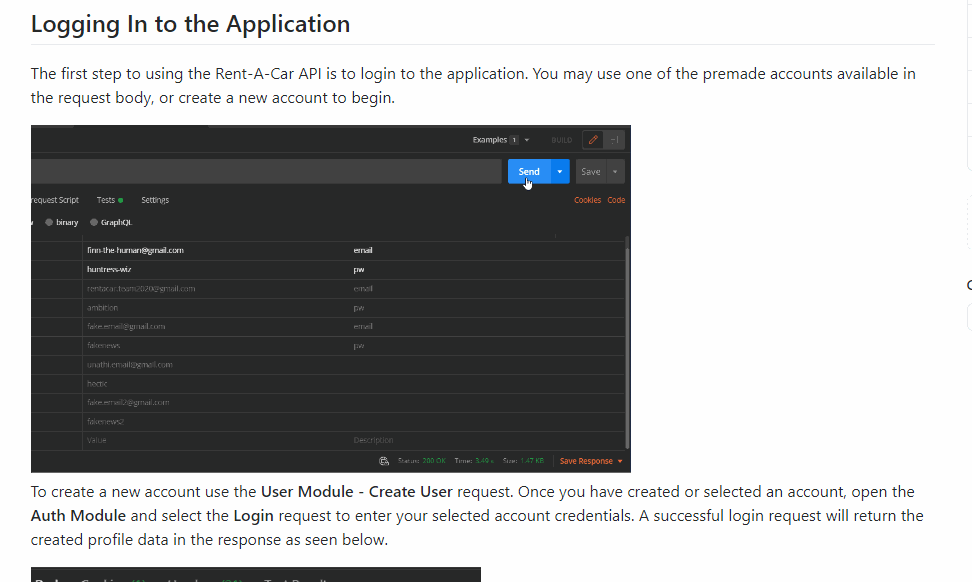 Logging In to the Application
The first step to using the Rent-A-Car API is to login to the application. You may use one of the premade accounts available in
the request body, or create a new account to begin.
Examples 1 BUILD
Send Save
request Script Tests Settings Cookies Code
binary GraphQL
finn-the-human@gmail.com email
huntress-wiz pw
rentacar.team2020@gmail.com email
ambition pw
fake.email@gmail.com email
fakenews pw
unathi.email@gmail.com
hectic
fake.email2@gmail.com
fakenews2
Value Description
Status: 200 OK Time: 3.49 s Size: 1.47 KB Save Response
To create a new account use the User Module - Create User request. Once you have created or selected an account, open the
Auth Module and select the Login request to enter your selected account credentials. A successful login request will return the
created profile data in the response as seen below.